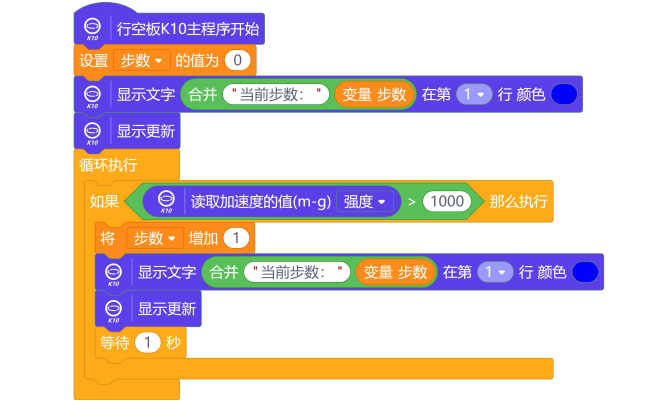 K10 行空板K10主程序开始
设置 步数 的值为 0
K10 显示文字 合并 "当前步数：" 变量 步数 在第 1 行 颜色
K10 显示更新
循环执行
如果 K10 读取加速度的值(m-g) 强度 > 1000 那么执行
将 步数 增加 1
K10 显示文字 合并 "当前步数：" 变量 步数 在第 1 行 颜色
K10 显示更新
等待 1 秒